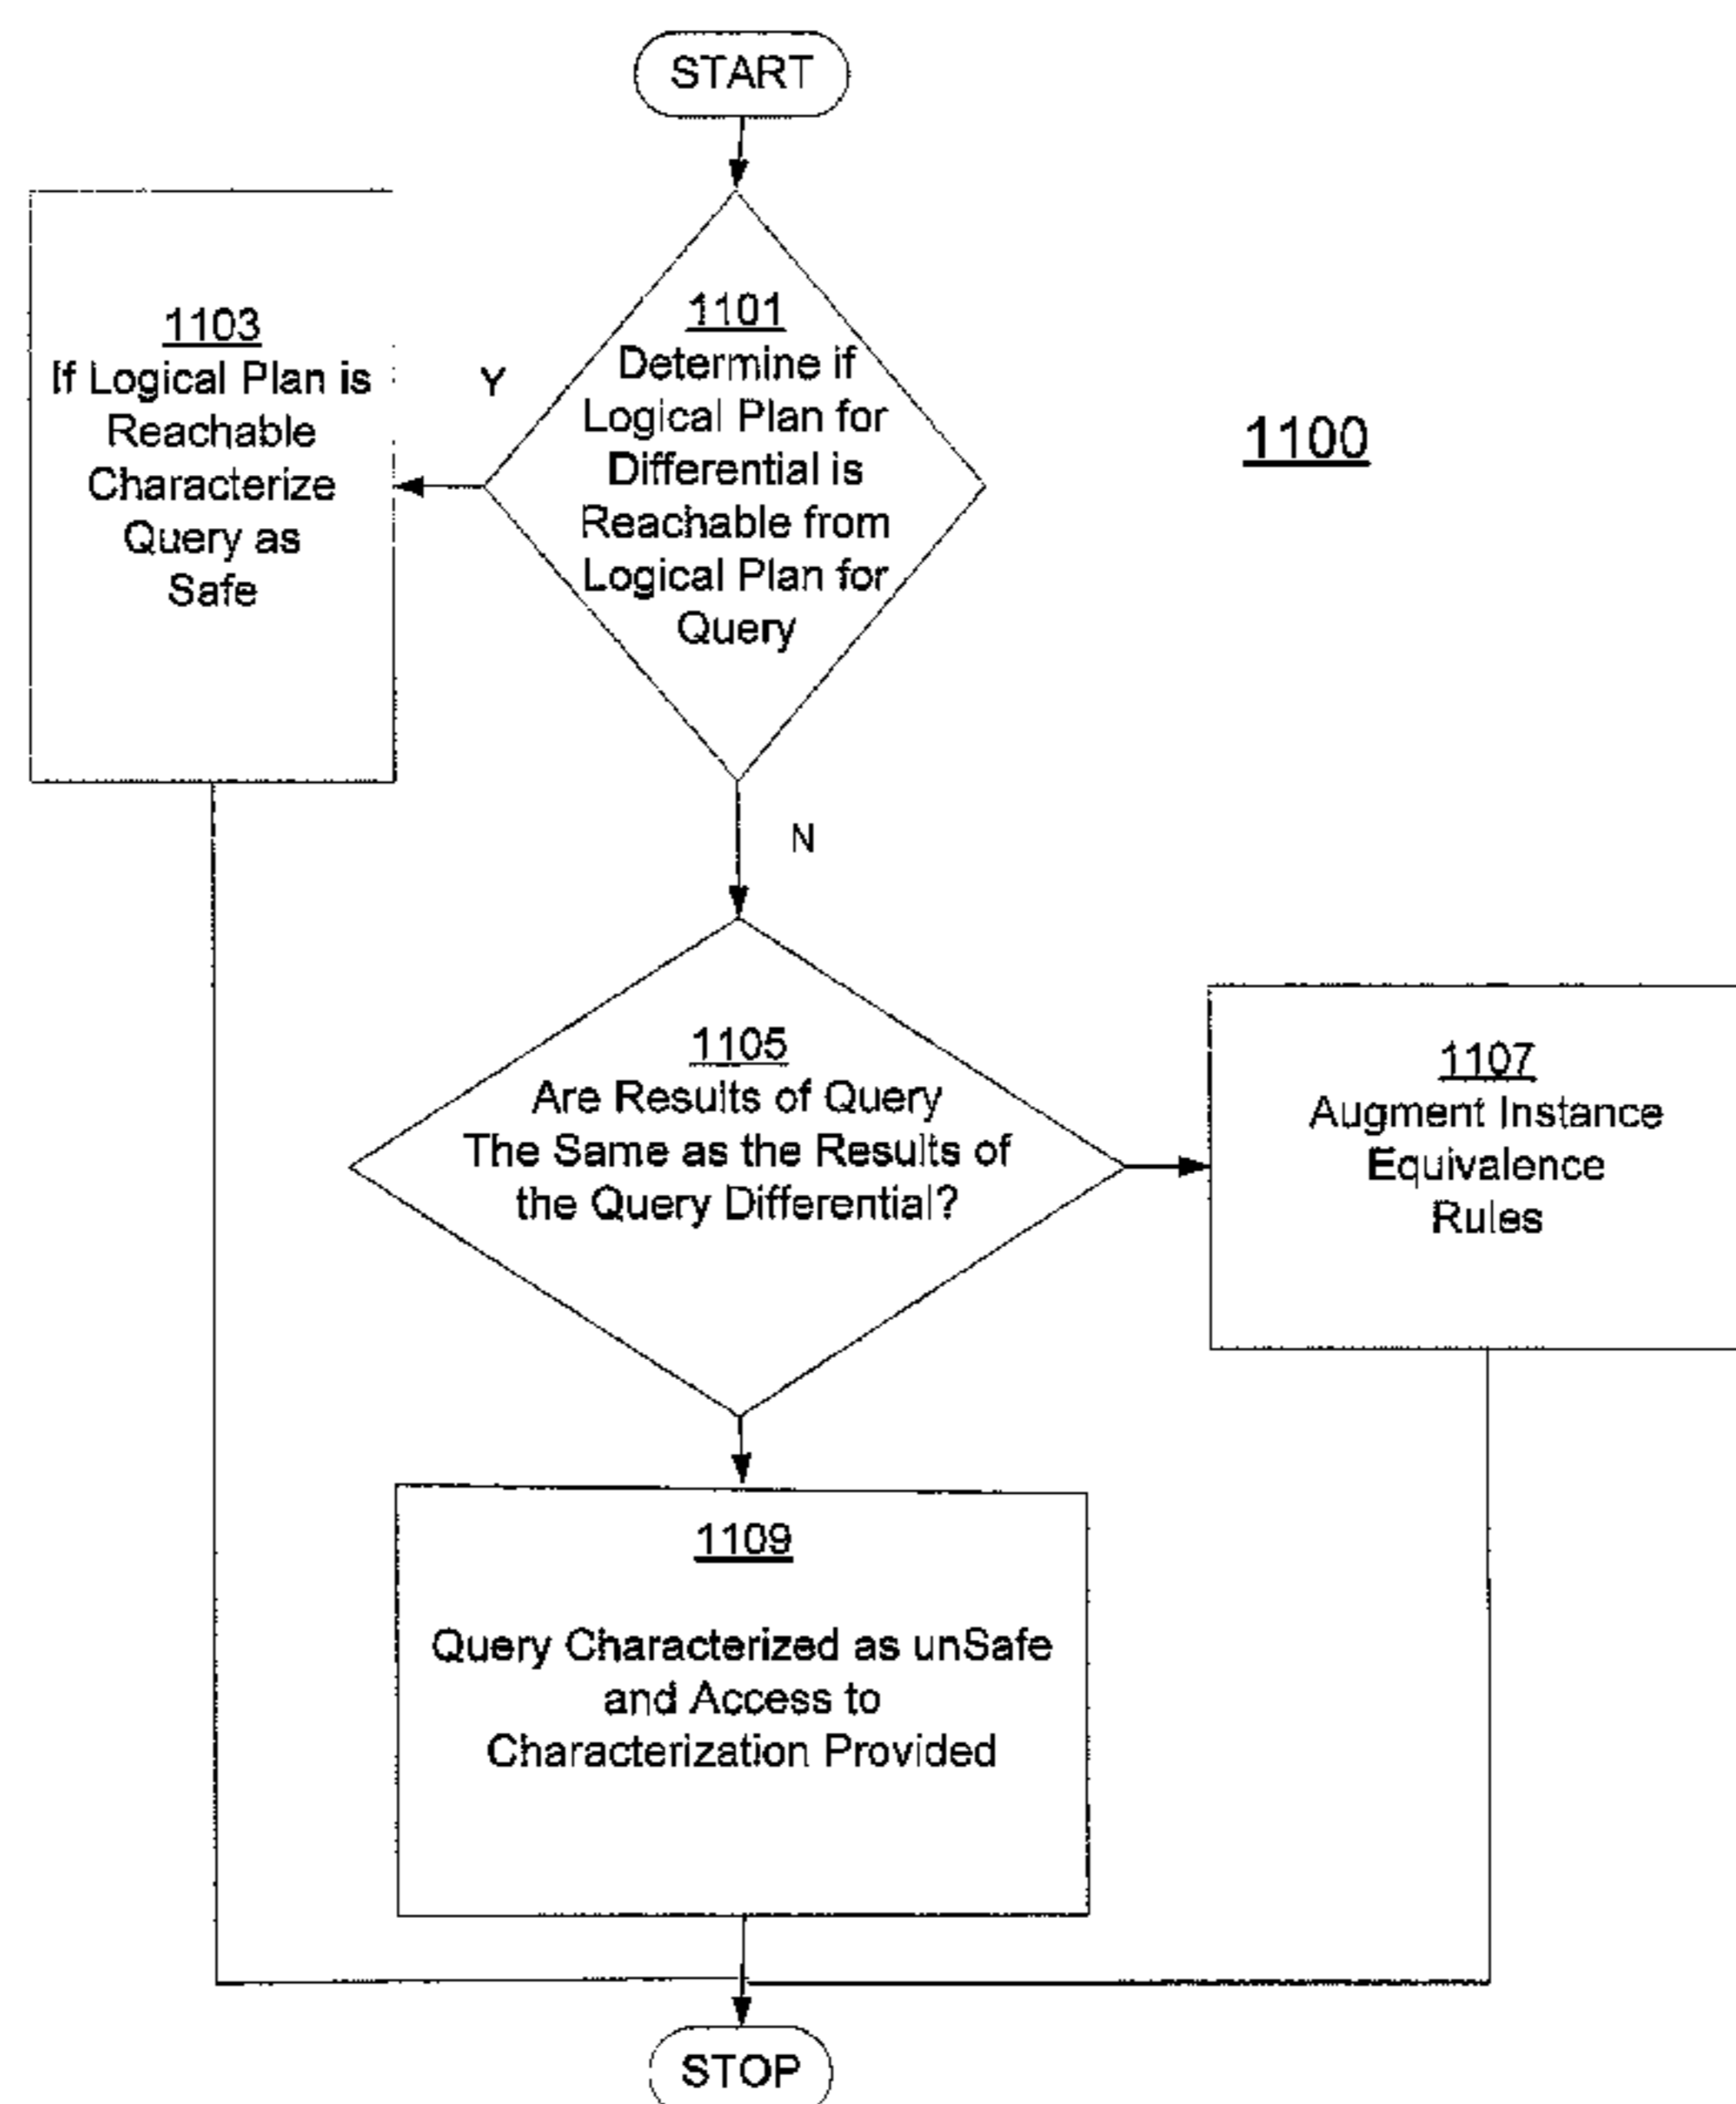 START
1103
If Logical Plan is
Reachable
Characterize
Query as
Safe
Y
1101
Determine if
Logical Plan for
Differential is
Reachable from
Logical Plan for
Query
1100
N
1105
Are Results of Query
The Same as the Results of
the Query Differential?
1107
Augment Instance
Equivalence
Rules
1109
Query Characterized as unSafe
and Access to
Characterization Provided
STOP